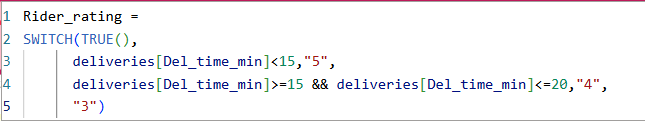 1 Rider_rating =
2 SWITCH(TRUE(),
3 deliveries[Del_time_min]<15,"5",
4 deliveries[Del_time_min]>=15 && deliveries[Del_time_min]<=20,"4",
5 "3")